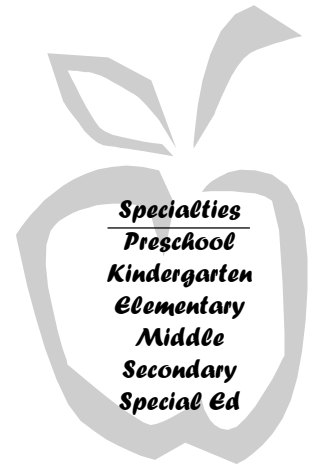 Specialties
Preschool
Kindergarten
Elementary
Middle
Secondary
Special Ed